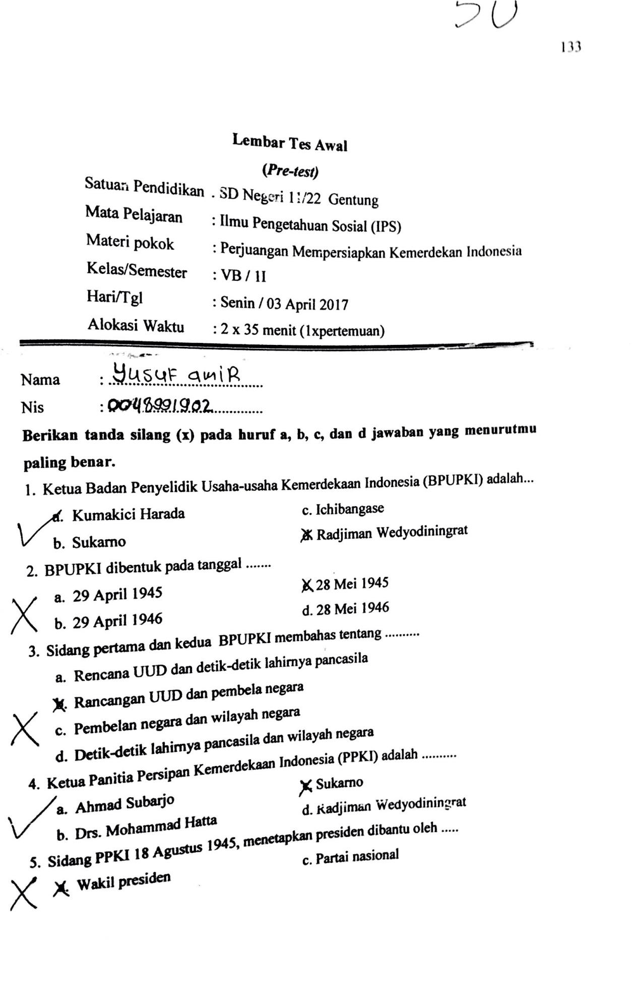 50
133
Lembar Tes Awal
(Pre-test)
Satuan Pendidikan . SD Negeri 11/22 Gentung
Mata Pelajaran : Ilmu Pengetahuan Sosial (IPS)
Materi pokok : Perjuangan Mempersiapkan Kemerdekan Indonesia
Kelas/Semester : VB / 1I
Hari/Tgl : Senin / 03 April 2017
Alokasi Waktu : 2 x 35 menit (1xpertemuan)
Nama : Yusuf amiR
Nis : 0048991902
Berikan tanda silang (x) pada huruf a, b, c, dan d jawaban yang menurutmu
paling benar.
1. Ketua Badan Penyelidik Usaha-usaha Kemerdekaan Indonesia (BPUPKI) adalah...
a. Kumakici Harada c. Ichibangase
b. Sukarno d. Radjiman Wedyodiningrat
2. BPUPKI dibentuk pada tanggal .......
a. 29 April 1945 c. 28 Mei 1945
b. 29 April 1946 d. 28 Mei 1946
3. Sidang pertama dan kedua BPUPKI membahas tentang ..........
a. Rencana UUD dan detik-detik lahirnya pancasila
b. Rancangan UUD dan pembela negara
c. Pembelan negara dan wilayah negara
d. Detik-detik lahirnya pancasila dan wilayah negara
4. Ketua Panitia Persipan Kemerdekaan Indonesia (PPKI) adalah ..........
a. Ahmad Subarjo c. Sukarno
b. Drs. Mohammad Hatta d. Radjiman Wedyodiningrat
5. Sidang PPKI 18 Agustus 1945, menetapkan presiden dibantu oleh .....
a. Wakil presiden c. Partai nasional